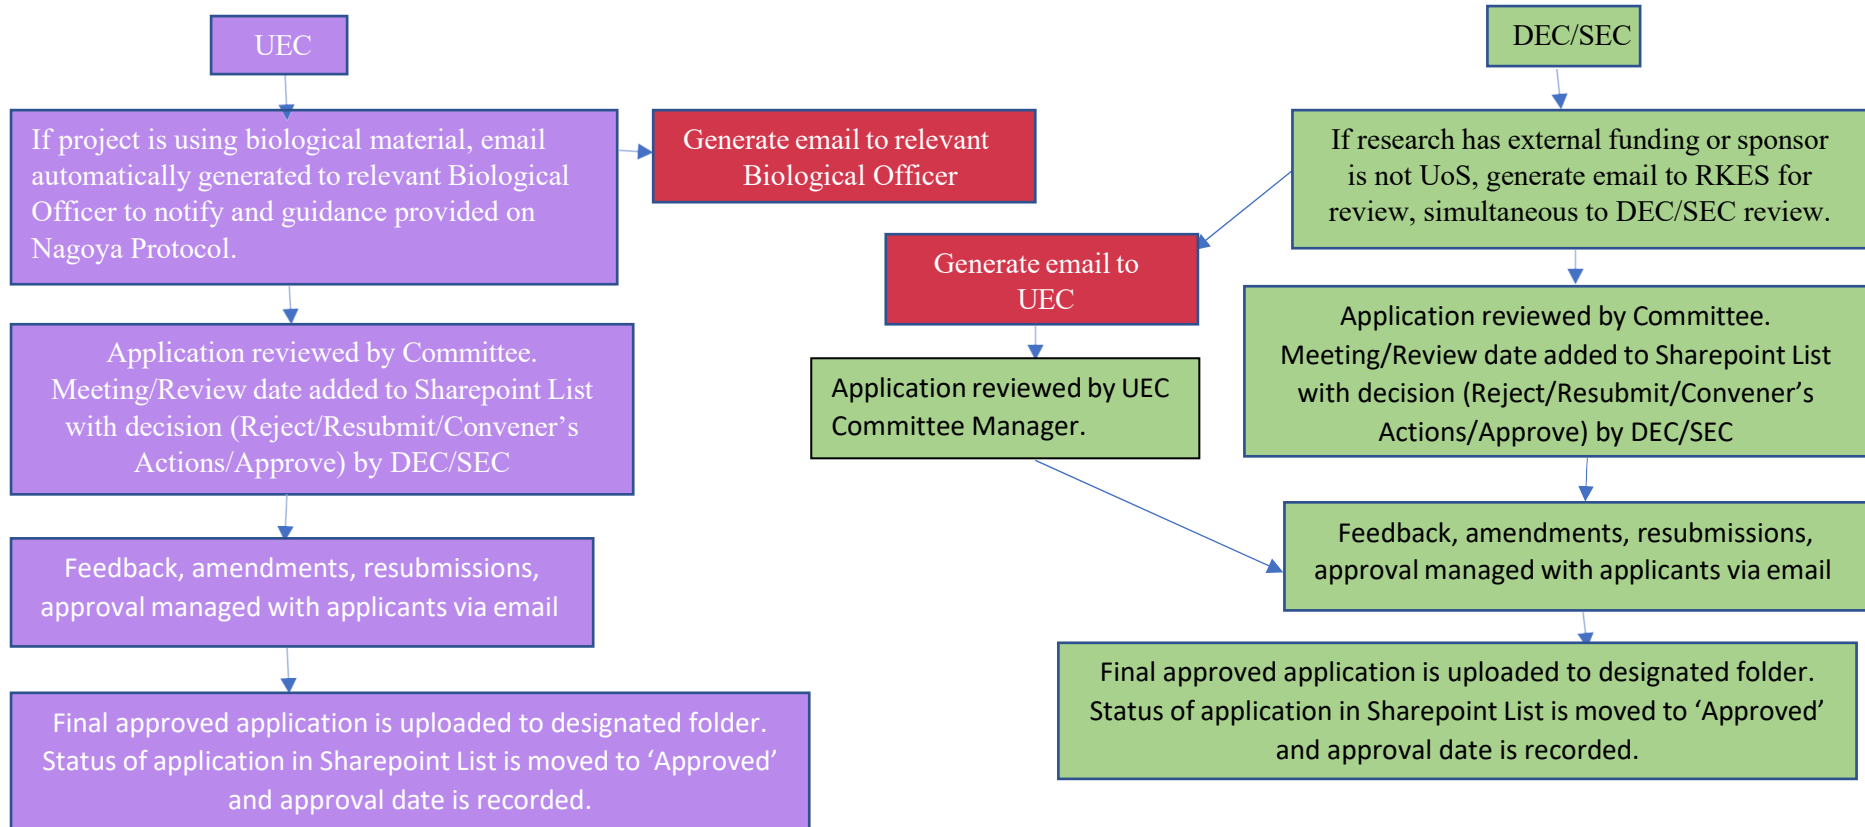 UEC
If project is using biological material, email
automatically generated to relevant Biological
Officer to notify and guidance provided on
Nagoya Protocol.
Generate email to relevant
Biological Officer
Application reviewed by Committee.
Meeting/Review date added to Sharepoint List
with decision (Reject/Resubmit/Convener’s
Actions/Approve) by DEC/SEC
Feedback, amendments, resubmissions,
approval managed with applicants via email
Final approved application is uploaded to designated folder.
Status of application in Sharepoint List is moved to ‘Approved’
and approval date is recorded.
DEC/SEC
If research has external funding or sponsor
is not UoS, generate email to RKES for
review, simultaneous to DEC/SEC review.
Generate email to
UEC
Application reviewed by UEC
Committee Manager.
Application reviewed by Committee.
Meeting/Review date added to Sharepoint List
with decision (Reject/Resubmit/Convener’s
Actions/Approve) by DEC/SEC
Feedback, amendments, resubmissions,
approval managed with applicants via email
Final approved application is uploaded to designated folder.
Status of application in Sharepoint List is moved to ‘Approved’
and approval date is recorded.